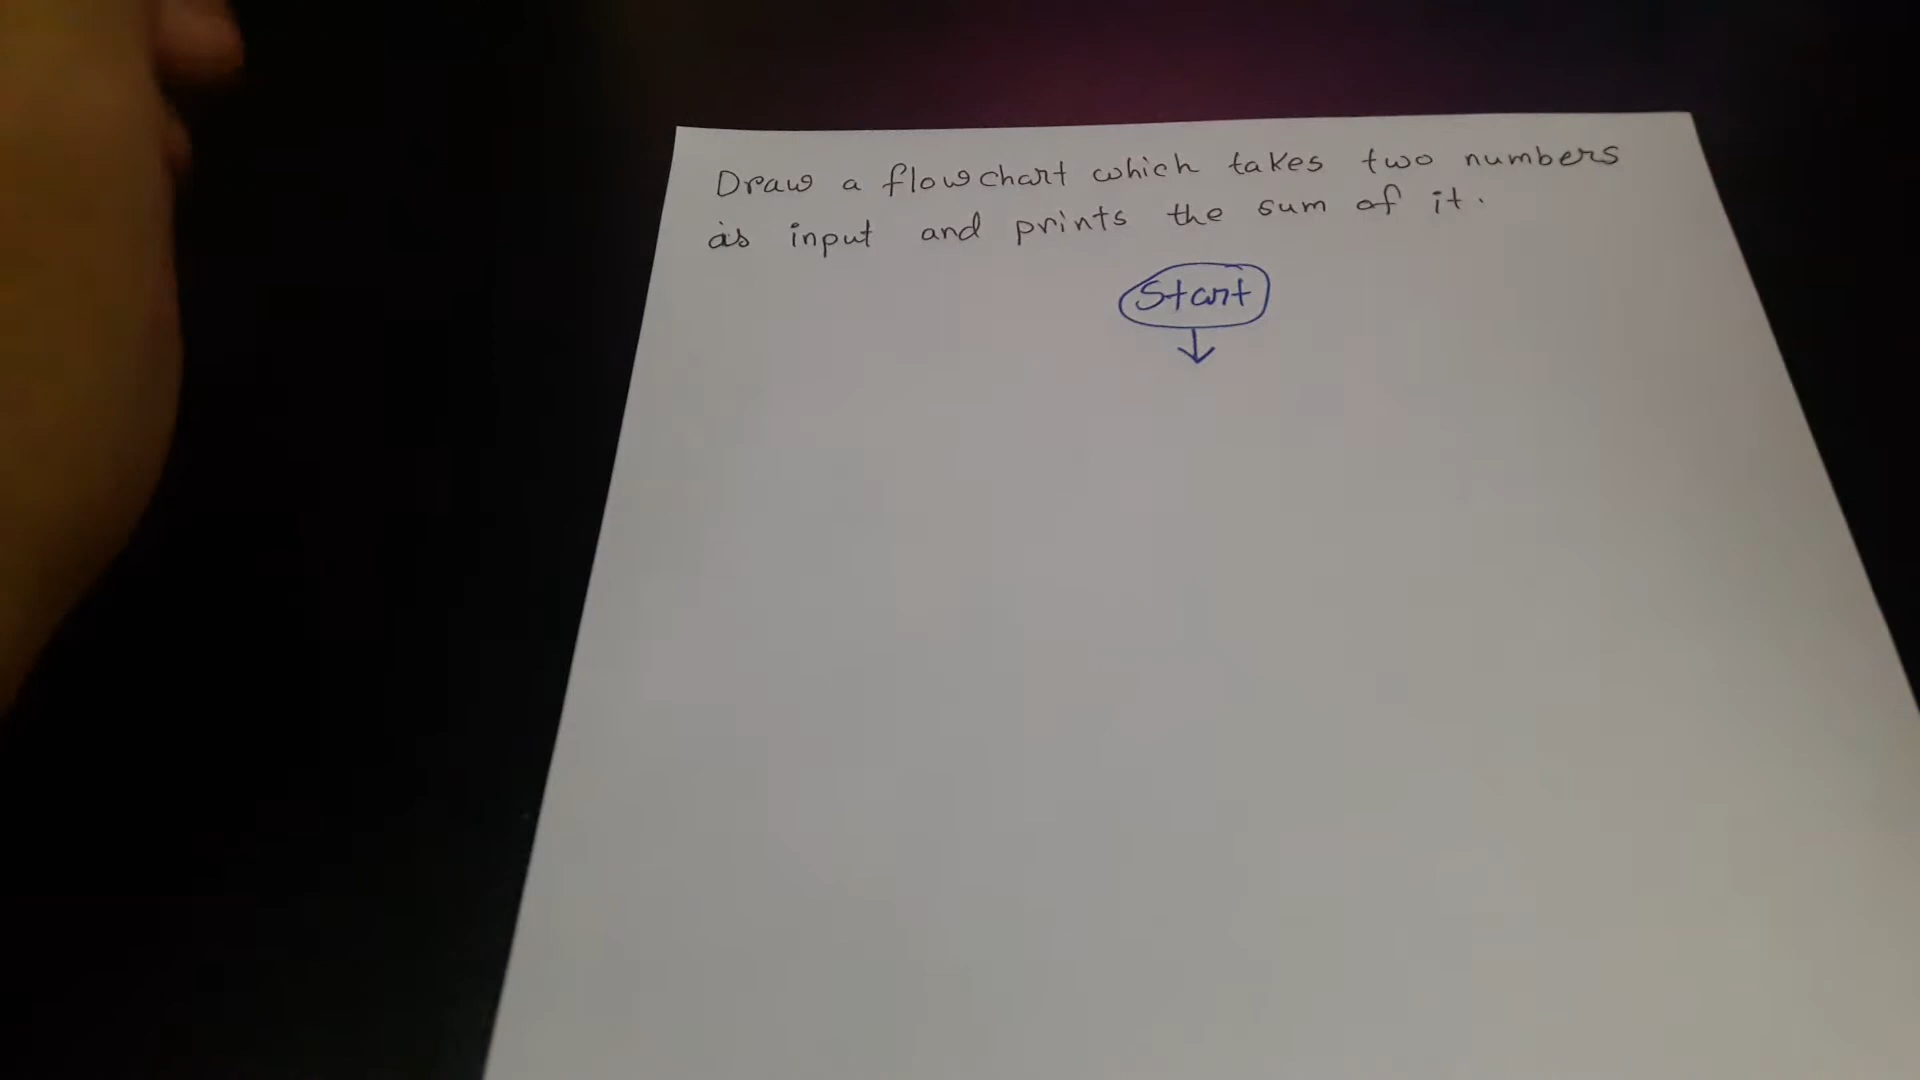 Draw a flowchart which takes two numbers
as input and prints the sum of it.
Start